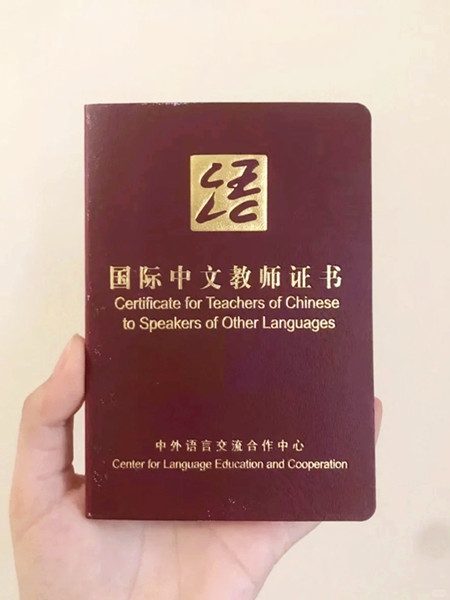 国际中文教师证书
Certificate for Teachers of Chinese
to Speakers of Other Languages
中外语言交流合作中心
Center for Language Education and Cooperation